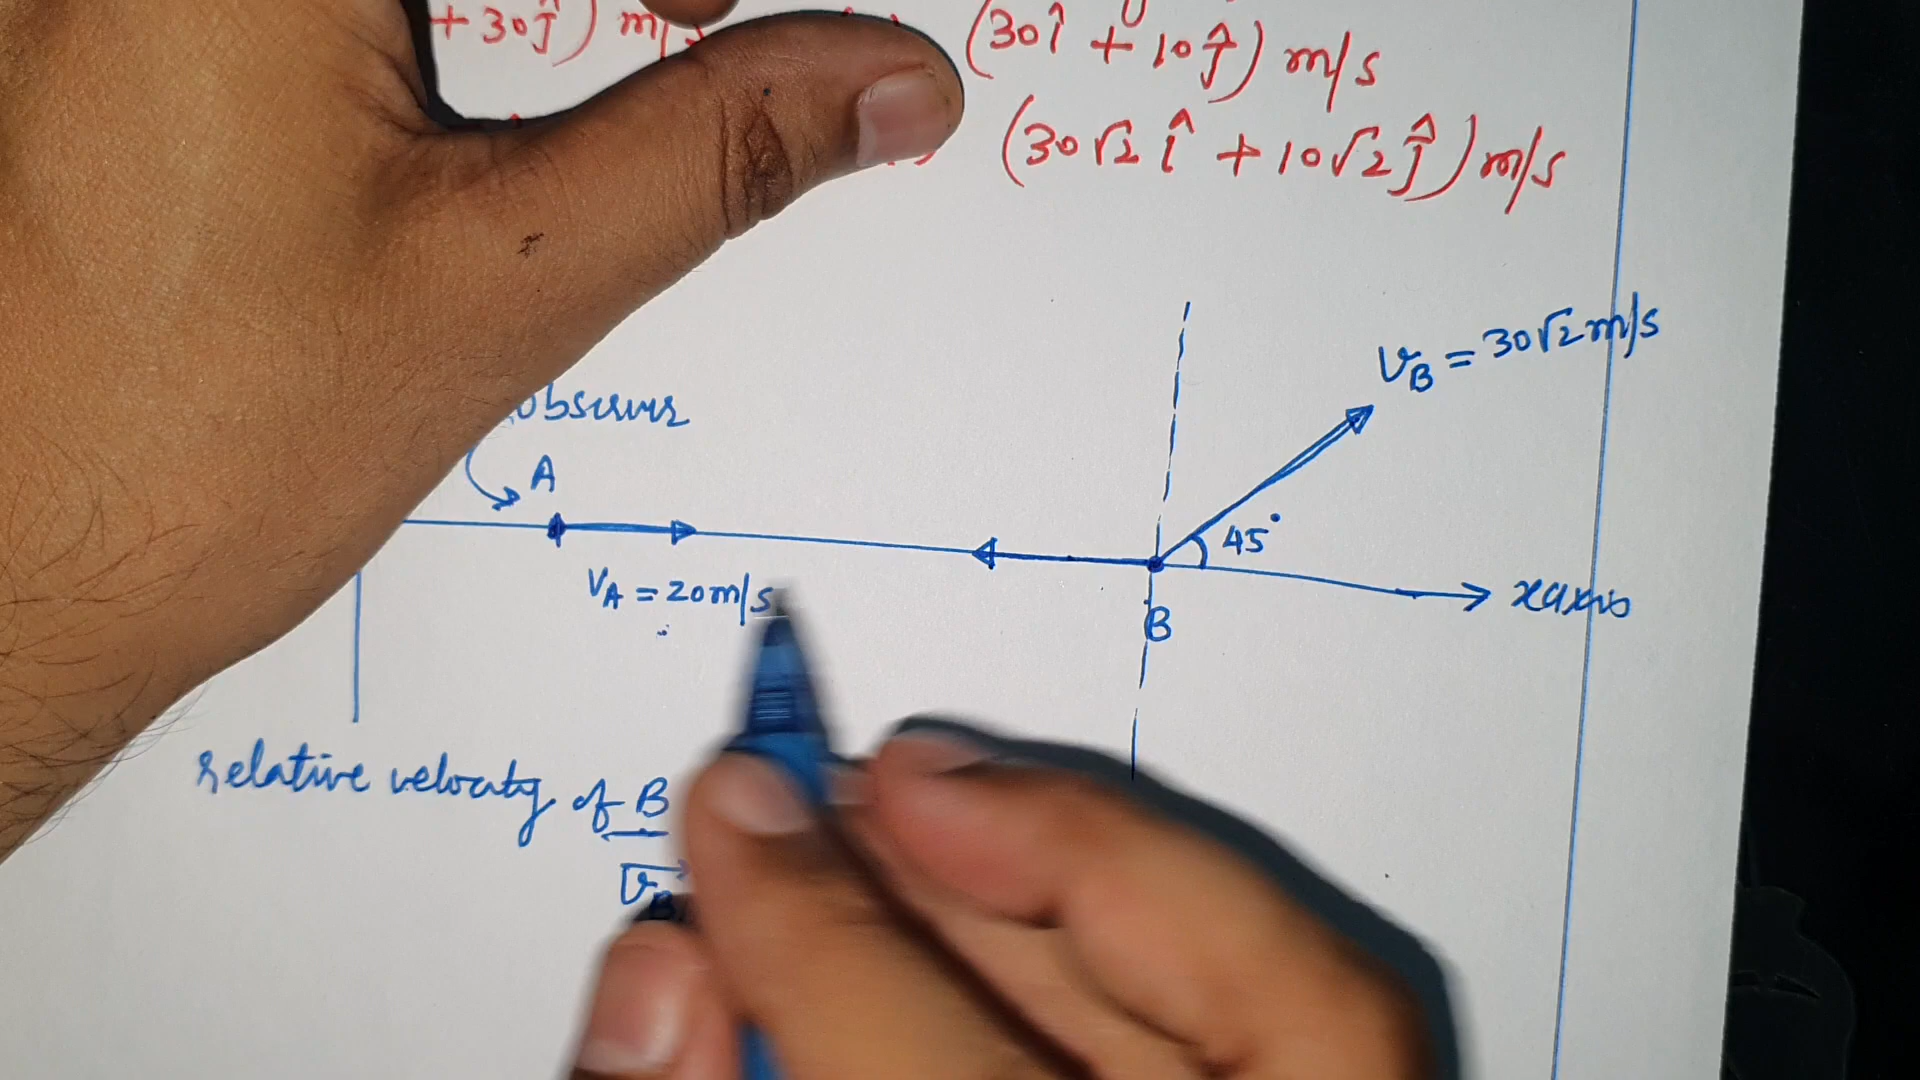 + 30ĵ) m/s
(30î + 10ĵ) m/s
(30√2 î + 10√2 ĵ) m/s
V_B = 30√2 m/s
observer
A
45°
V_A = 20 m/s
x axis
B
relative velocity of B